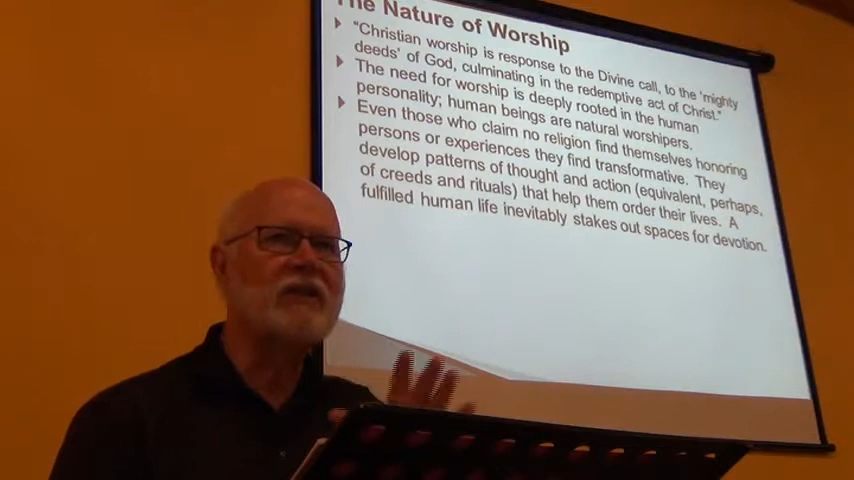 The Nature of Worship
"Christian worship is response to the Divine call, to the 'mighty
deeds' of God, culminating in the redemptive act of Christ."
The need for worship is deeply rooted in the human
personality; human beings are natural worshipers.
Even those who claim no religion find themselves honoring
persons or experiences they find transformative. They
develop patterns of thought and action (equivalent, perhaps,
of creeds and rituals) that help them order their lives. A
fulfilled human life inevitably stakes out spaces for devotion.